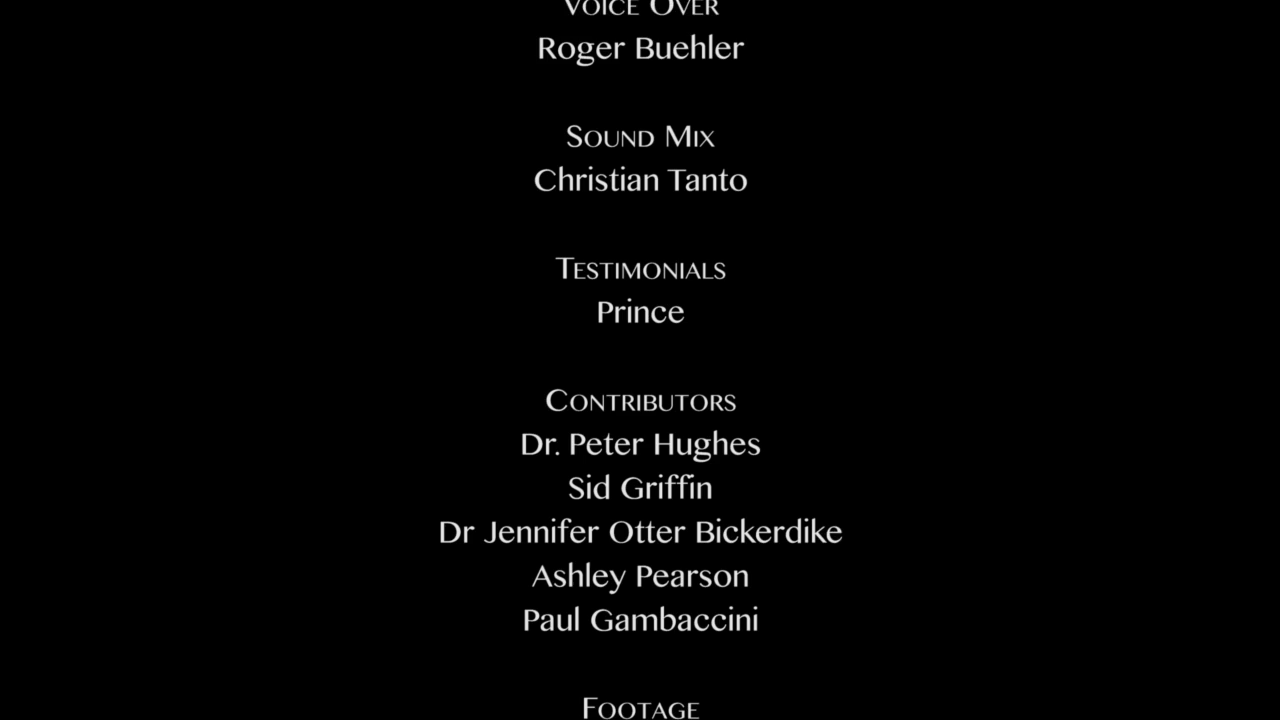 Voice Over
Roger Buehler
Sound Mix
Christian Tanto
Testimonials
Prince
Contributors
Dr. Peter Hughes
Sid Griffin
Dr Jennifer Otter Bickerdike
Ashley Pearson
Paul Gambaccini
Footage